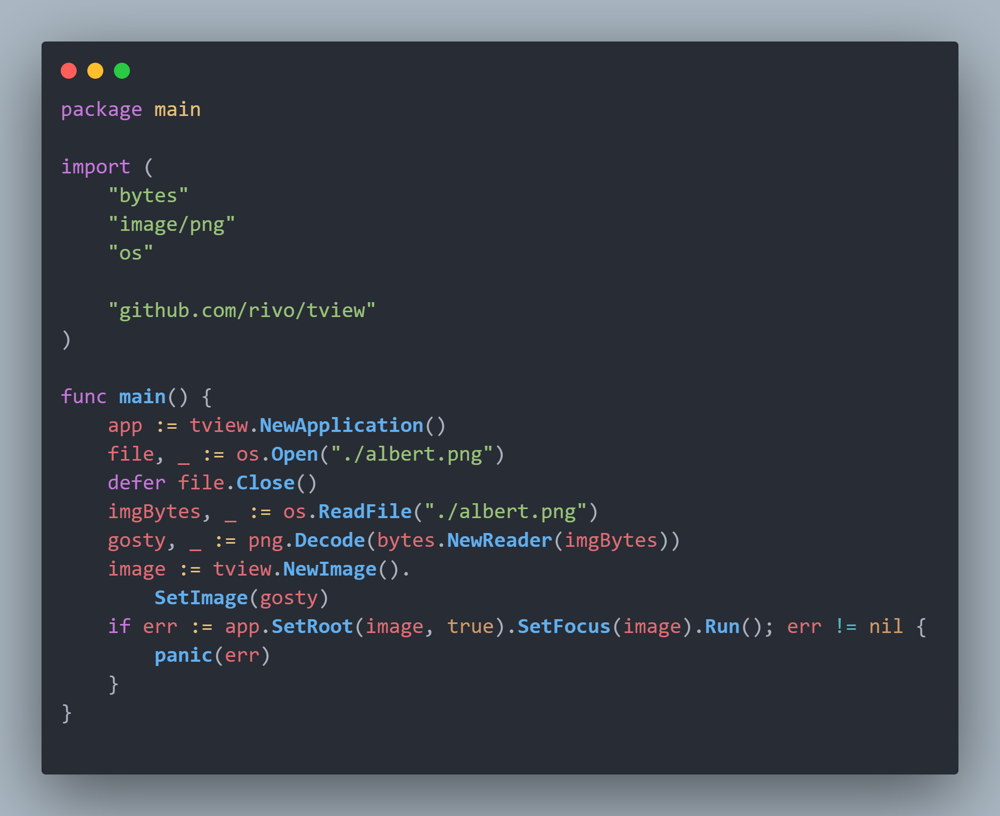 package main

import (
    "bytes"
    "image/png"
    "os"

    "github.com/rivo/tview"
)

func main() {
    app := tview.NewApplication()
    file, _ := os.Open("./albert.png")
    defer file.Close()
    imgBytes, _ := os.ReadFile("./albert.png")
    gosty, _ := png.Decode(bytes.NewReader(imgBytes))
    image := tview.NewImage().
        SetImage(gosty)
    if err := app.SetRoot(image, true).SetFocus(image).Run(); err != nil {
        panic(err)
    }
}